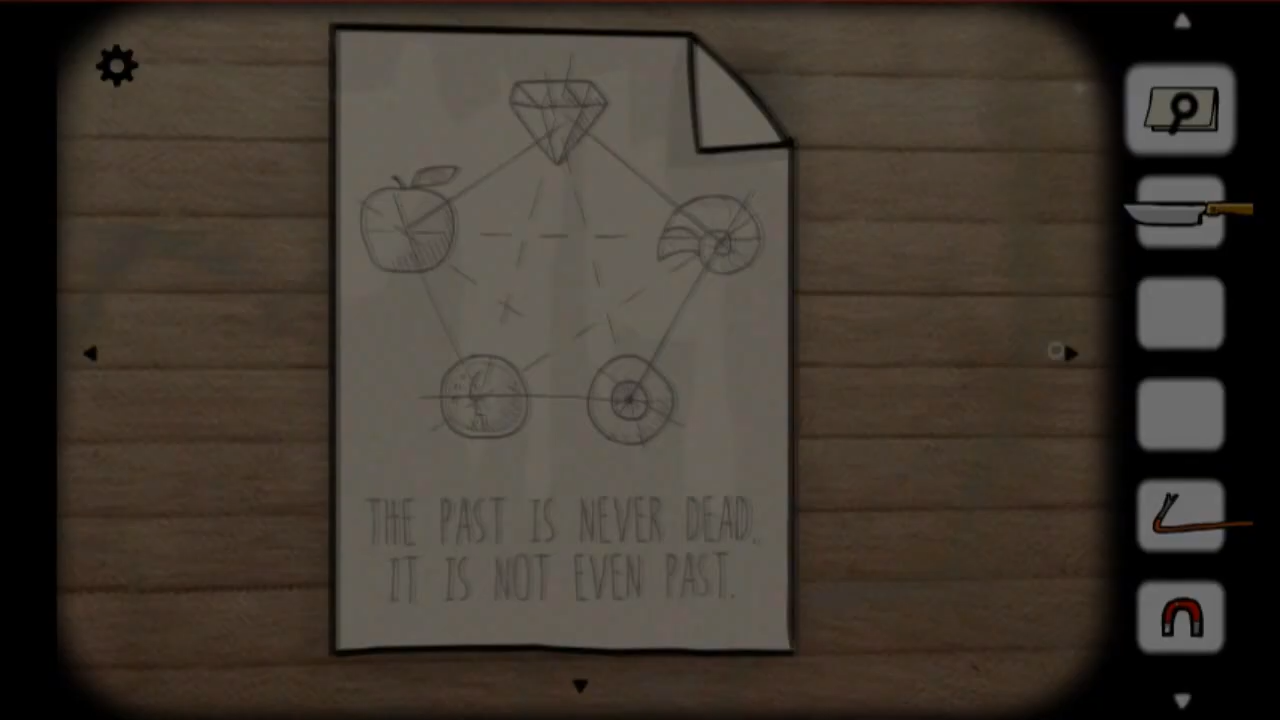 THE PAST IS NEVER DEAD.
IT IS NOT EVEN PAST.